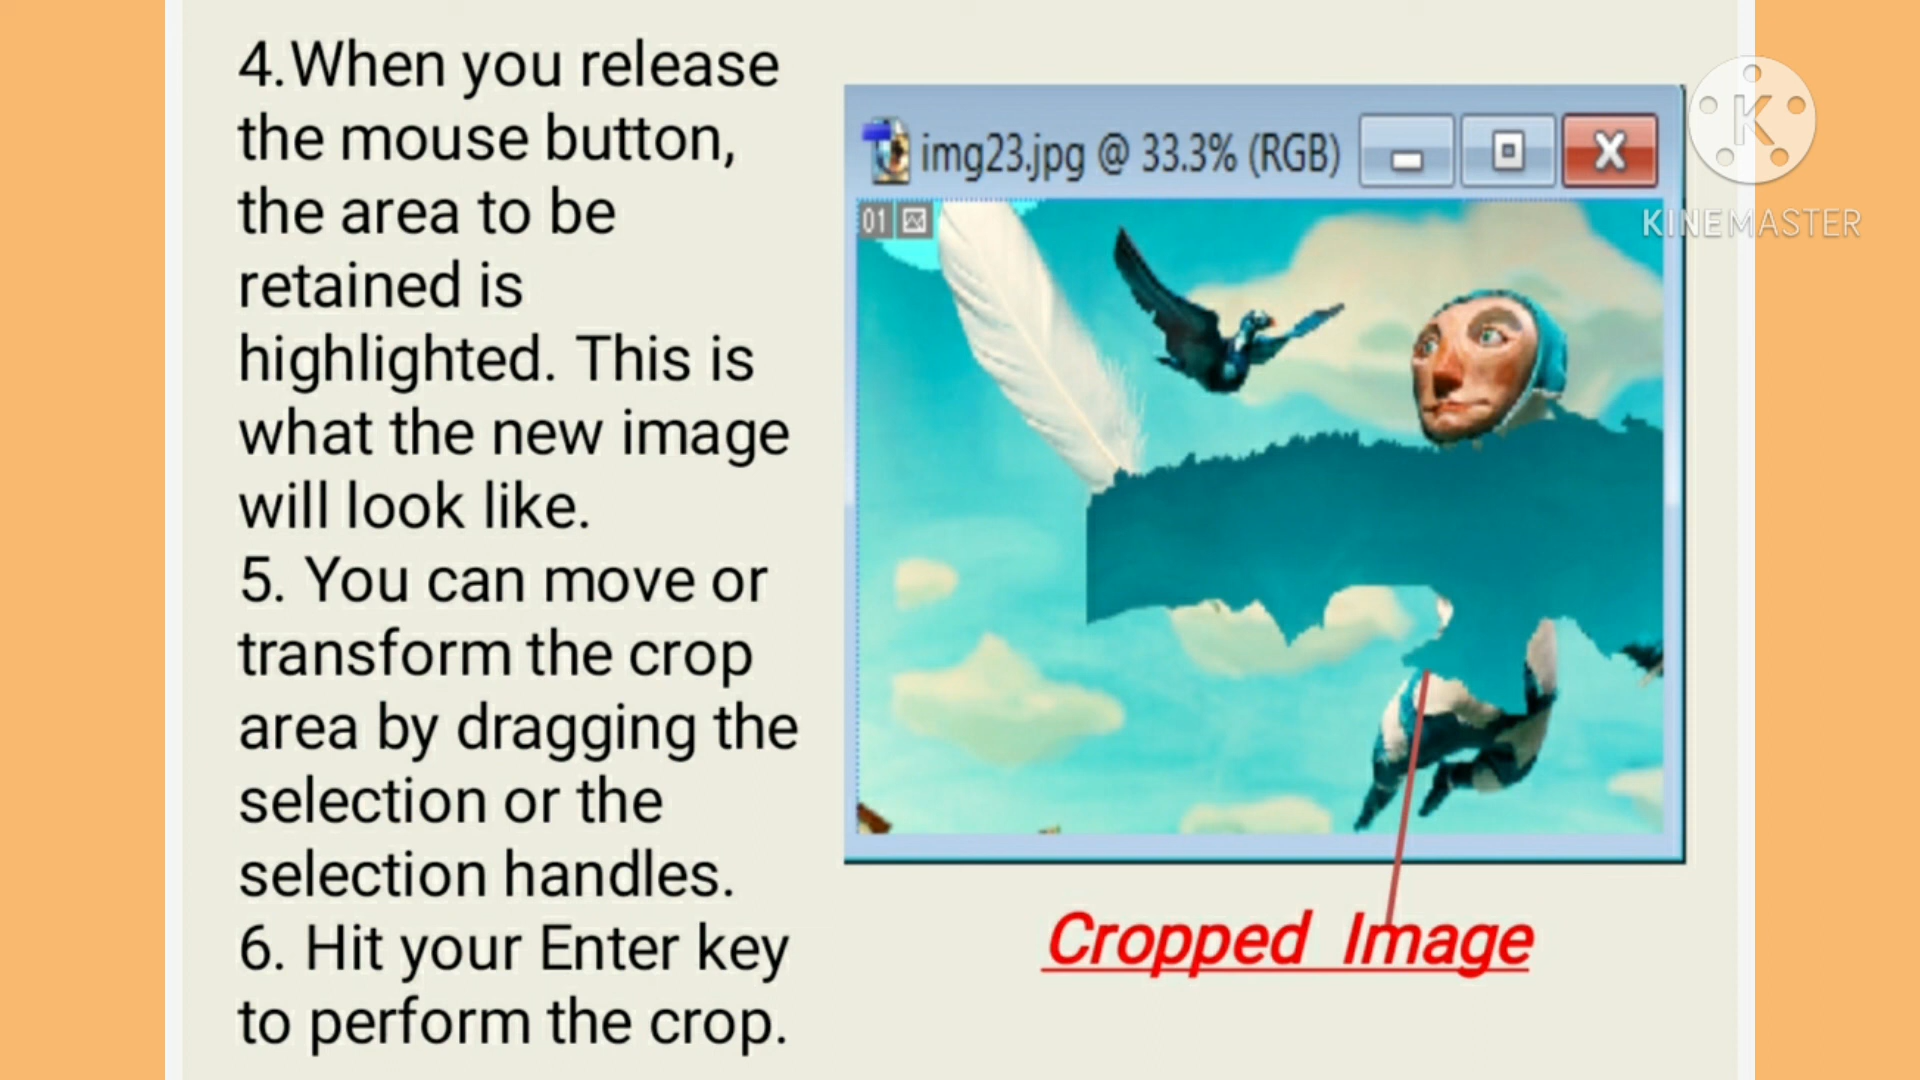 4.When you release
the mouse button,
the area to be
retained is
highlighted. This is
what the new image
will look like.
5. You can move or
transform the crop
area by dragging the
selection or the
selection handles.
6. Hit your Enter key
to perform the crop.
img23.jpg @ 33.3% (RGB)
01
Cropped Image
K
KINEMASTER